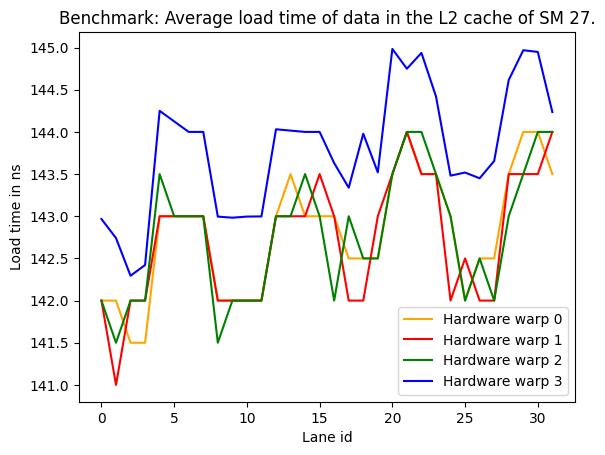 Benchmark: Average load time of data in the L2 cache of SM 27.
145.0
144.5
144.0
143.5
143.0
142.5
142.0
141.5
141.0
Load time in ns
Hardware warp 0
Hardware warp 1
Hardware warp 2
Hardware warp 3
0 5 10 15 20 25 30
Lane id